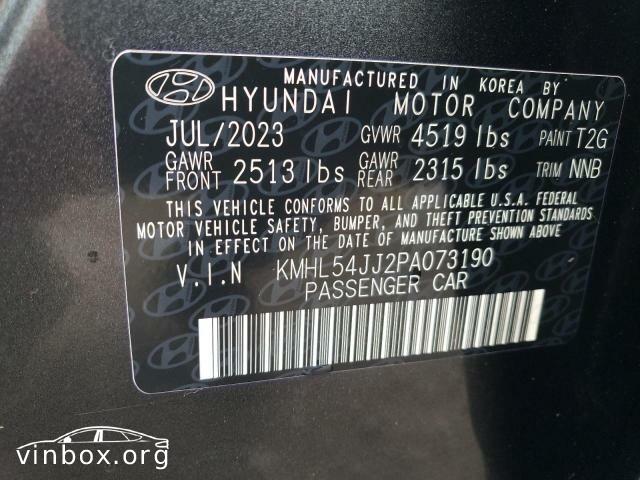 MANUFACTURED IN KOREA BY
HYUNDAI MOTOR COMPANY
JUL/2023 GVWR 4519 lbs PAINT T2G
GAWR FRONT 2513 lbs GAWR REAR 2315 lbs TRIM NNB
THIS VEHICLE CONFORMS TO ALL APPLICABLE U.S.A. FEDERAL
MOTOR VEHICLE SAFETY, BUMPER, AND THEFT PREVENTION STANDARDS
IN EFFECT ON THE DATE OF MANUFACTURE SHOWN ABOVE
V.I.N KMHL54JJ2PA073190
PASSENGER CAR
vinbox.org